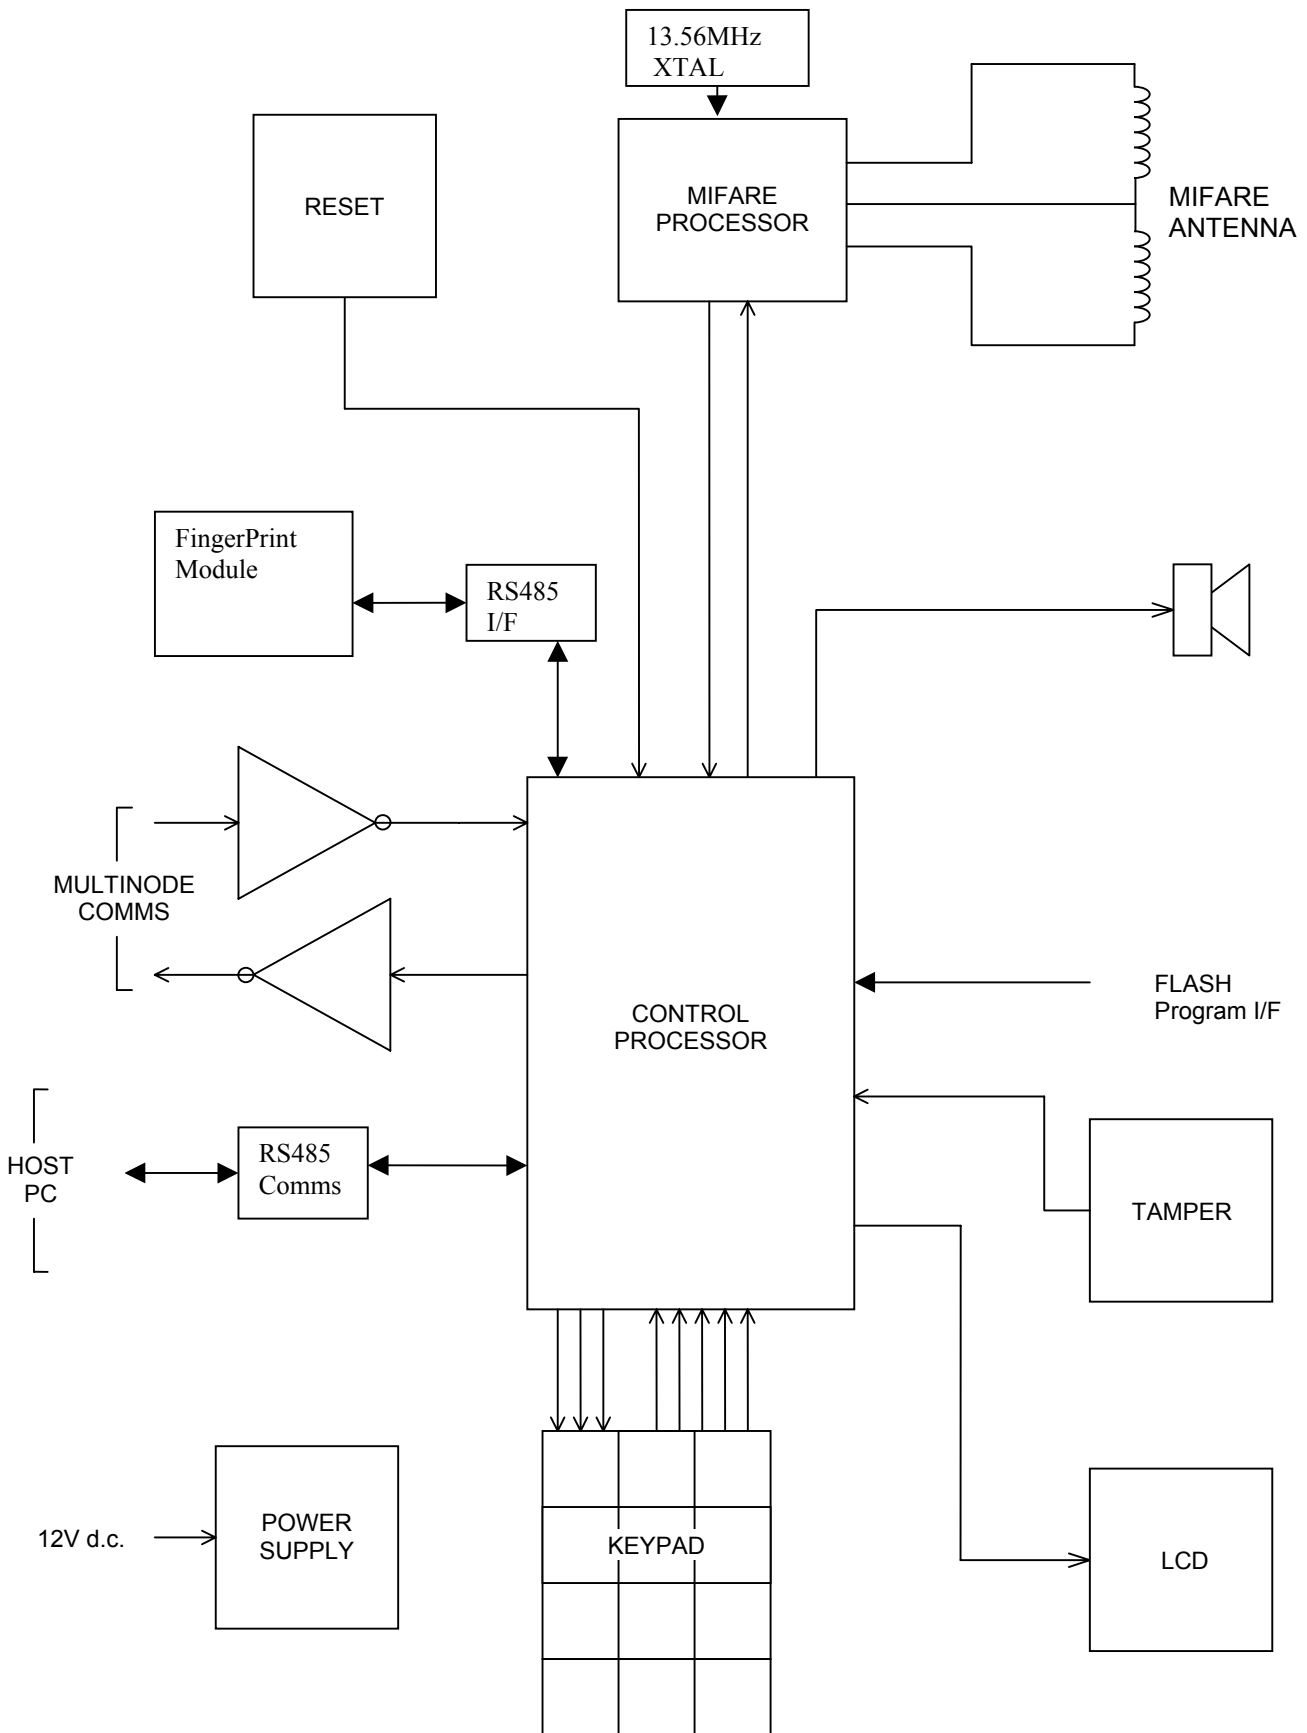 13.56MHz
XTAL
RESET
MIFARE
PROCESSOR
MIFARE
ANTENNA
FingerPrint
Module
RS485
I/F
MULTINODE
COMMS
CONTROL
PROCESSOR
FLASH
Program I/F
HOST
PC
RS485
Comms
TAMPER
12V d.c.
POWER
SUPPLY
KEYPAD
LCD